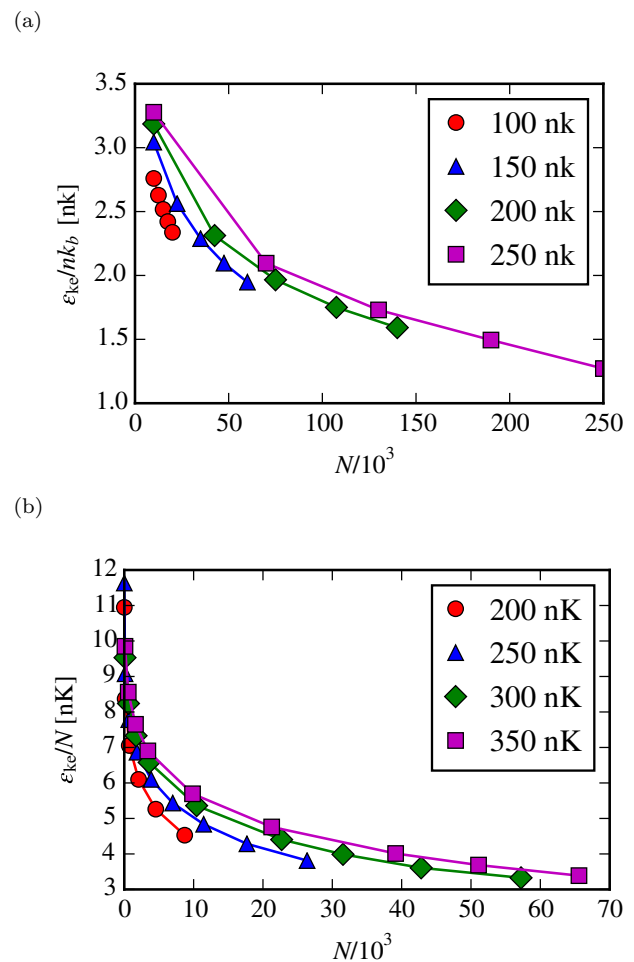 (a)
3.5
3.0
2.5
2.0
1.5
1.0
ε_ke/nk_b [nk]
100 nk
150 nk
200 nk
250 nk
0 50 100 150 200 250
N/10^3
(b)
12
11
10
9
8
7
6
5
4
3
ε_ke/N [nK]
200 nK
250 nK
300 nK
350 nK
0 10 20 30 40 50 60 70
N/10^3